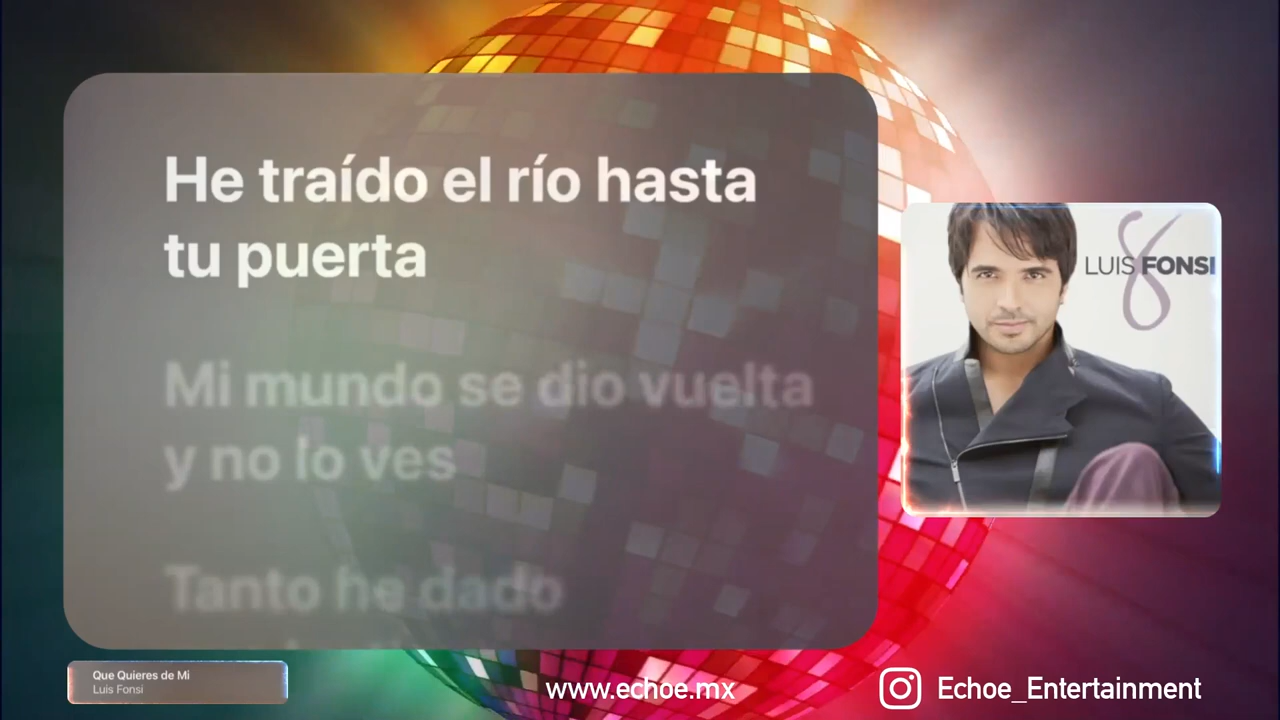 He traído el río hasta
tu puerta
Mi mundo se dio vuelta
y no lo ves
Tanto he dado
LUIS FONSI
8
Que Quieres de Mi
Luis Fonsi
www.echoe.mx
Echoe_Entertainment